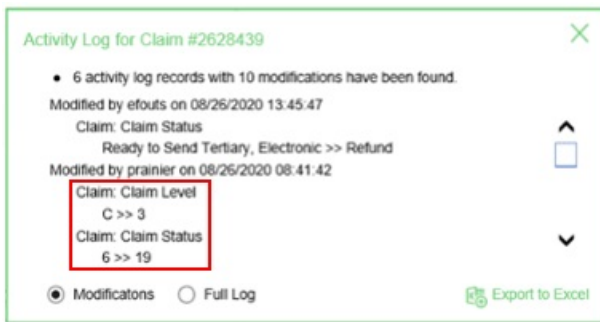 Activity Log for Claim #2628439
• 6 activity log records with 10 modifications have been found.
Modified by efouts on 08/26/2020 13:45:47
Claim: Claim Status
Ready to Send Tertiary, Electronic >> Refund
Modified by prainier on 08/26/2020 08:41:42
Claim: Claim Level
C >> 3
Claim: Claim Status
6 >> 19
Modificatons Full Log Export to Excel